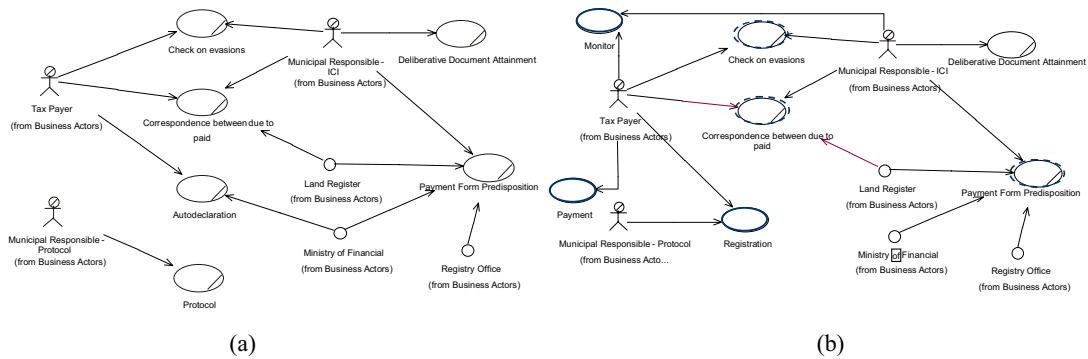 Check on evasions
Municipal Responsible -
ICI
(from Business Actors)
Deliberative Document Attainment
Tax Payer
(from Business Actors)
Correspondence between due to
paid
Land Register
(from Business Actors)
Payment Form Predisposition
Autodeclaration
Municipal Responsible -
Protocol
(from Business Actors)
Ministry of Financial
(from Business Actors)
Registry Office
(from Business Actors)
Protocol
(a)
Monitor
Check on evasions
Municipal Responsible - ICI
(from Business Actors)
Deliberative Document Attainment
Tax Payer
(from Business Actors)
Correspondence between due to
paid
Land Register
(from Business Actors)
Payment Form Predisposition
Payment
Municipal Responsible - Protocol
(from Business Acto...
Registration
Ministry of Financial
(from Business Actors)
Registry Office
(from Business Actors)
(b)